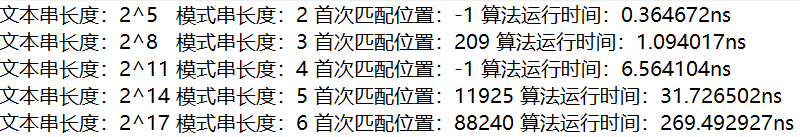 文本串长度：2^5 模式串长度：2 首次匹配位置：-1 算法运行时间：0.364672ns
文本串长度：2^8 模式串长度：3 首次匹配位置：209 算法运行时间：1.094017ns
文本串长度：2^11 模式串长度：4 首次匹配位置：-1 算法运行时间：6.564104ns
文本串长度：2^14 模式串长度：5 首次匹配位置：11925 算法运行时间：31.726502ns
文本串长度：2^17 模式串长度：6 首次匹配位置：88240 算法运行时间：269.492927ns